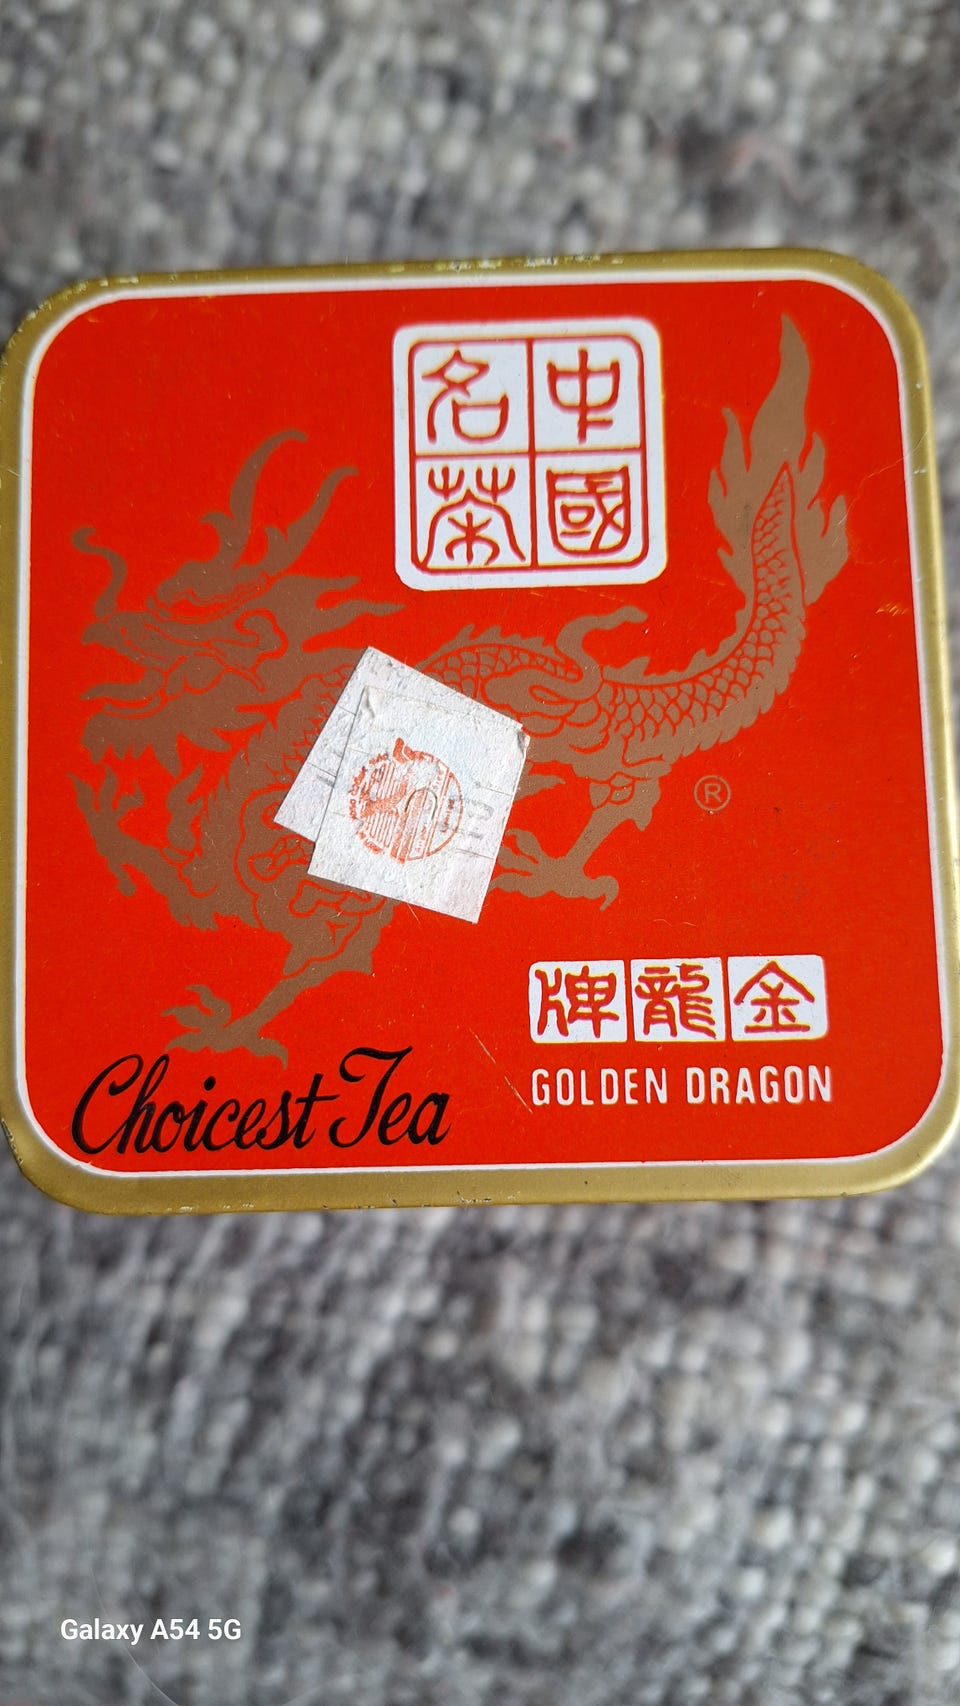 中國名茶
®
金龍牌
GOLDEN DRAGON
Choicest Tea
Galaxy A54 5G